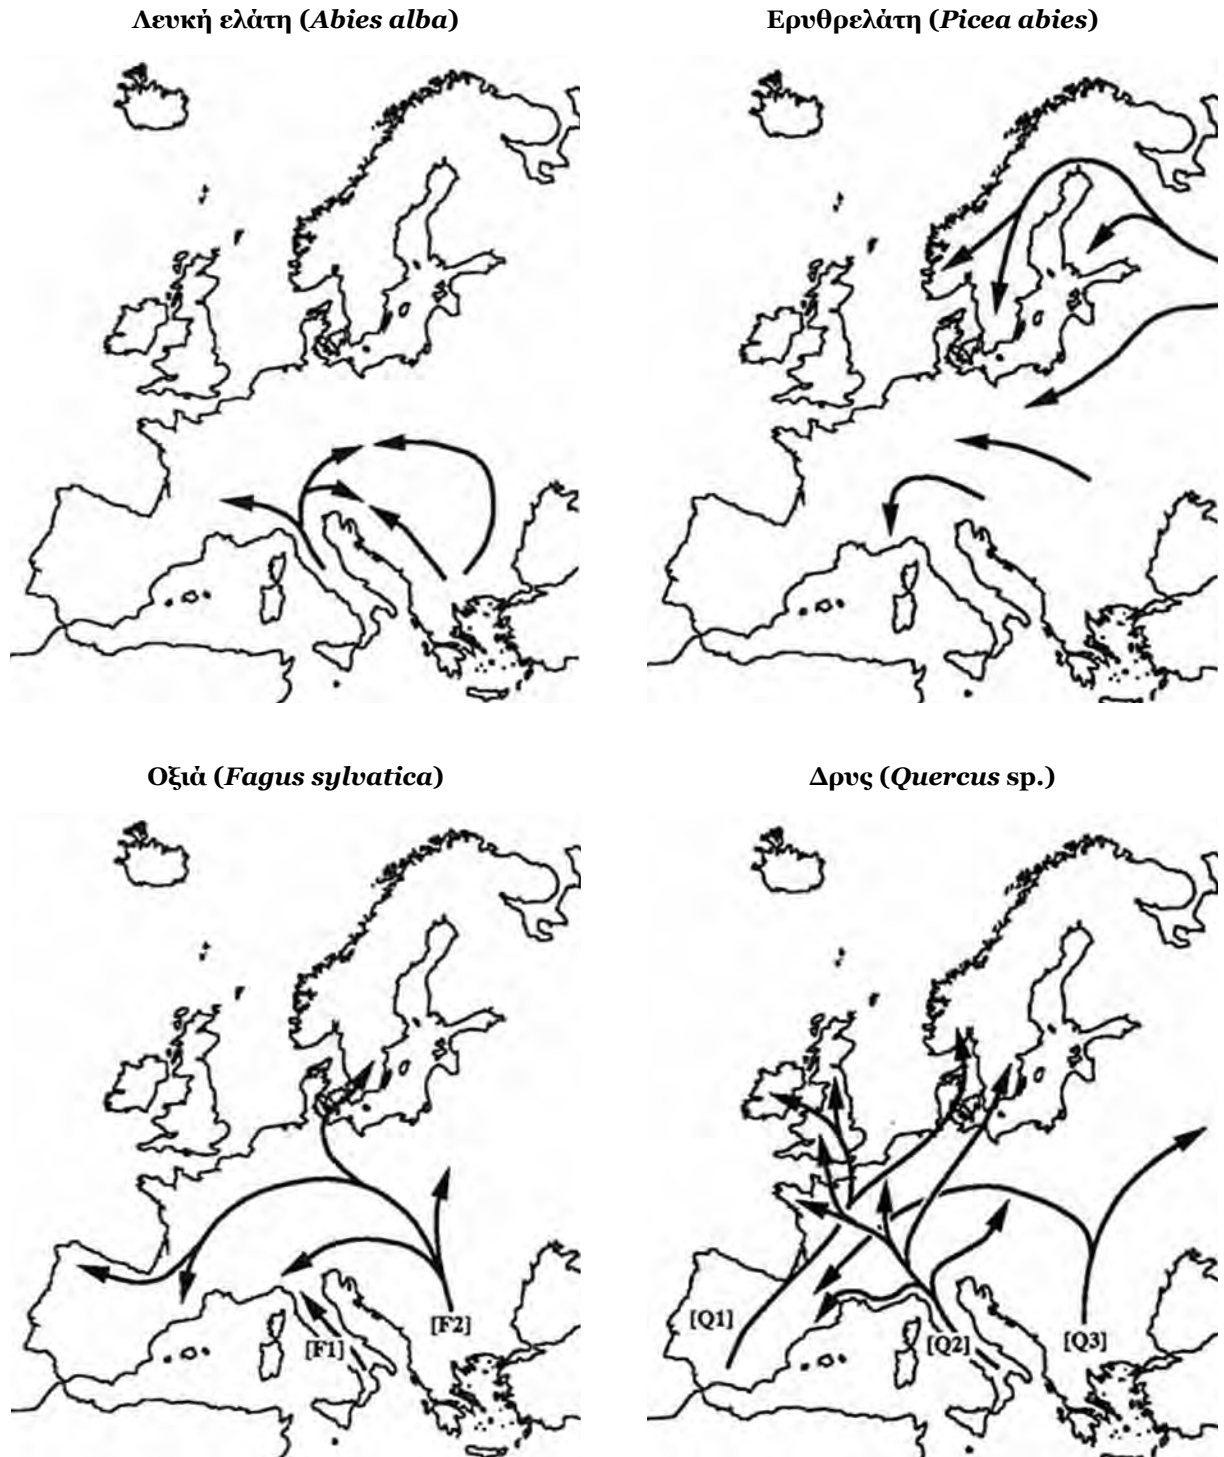 Λευκή ελάτη (Abies alba)
Ερυθρελάτη (Picea abies)
Οξιά (Fagus sylvatica)
Δρυς (Quercus sp.)
[F1]
[F2]
[Q1]
[Q2]
[Q3]